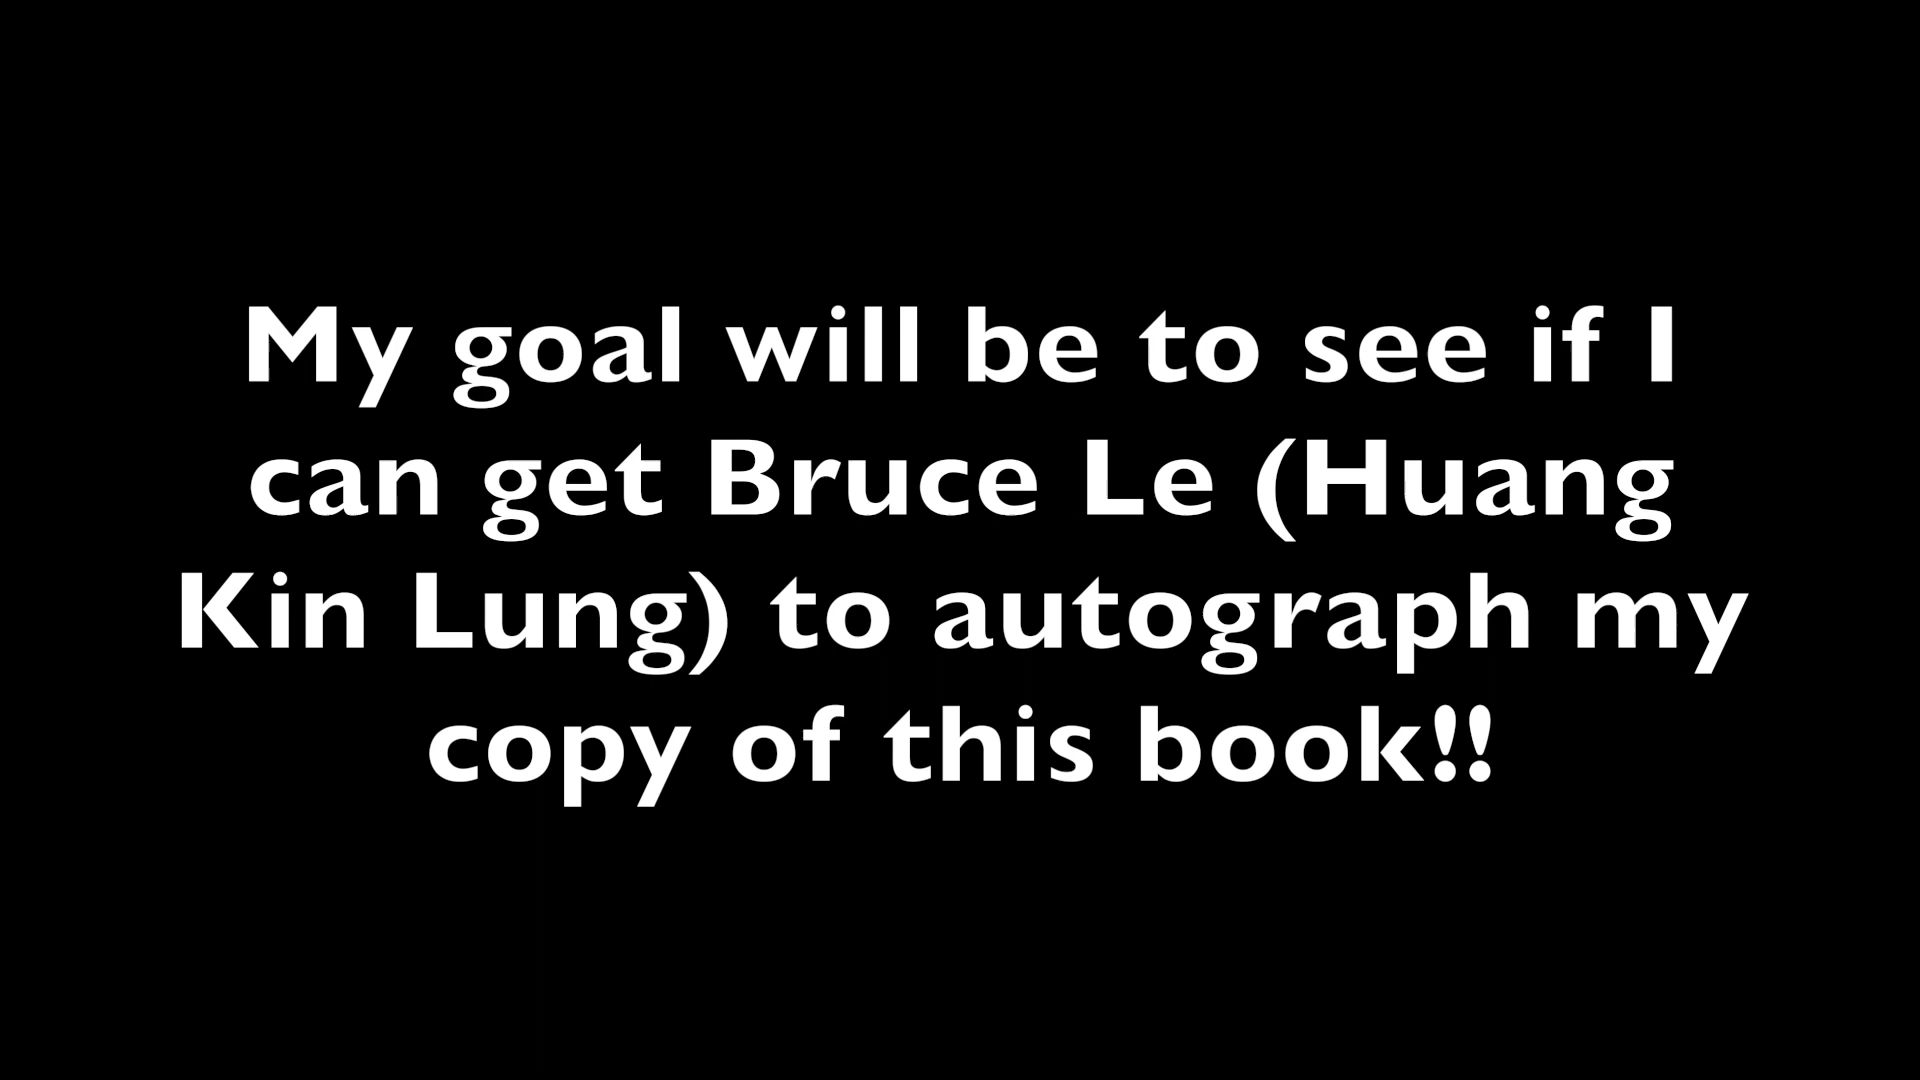 My goal will be to see if I
can get Bruce Le (Huang
Kin Lung) to autograph my
copy of this book!!